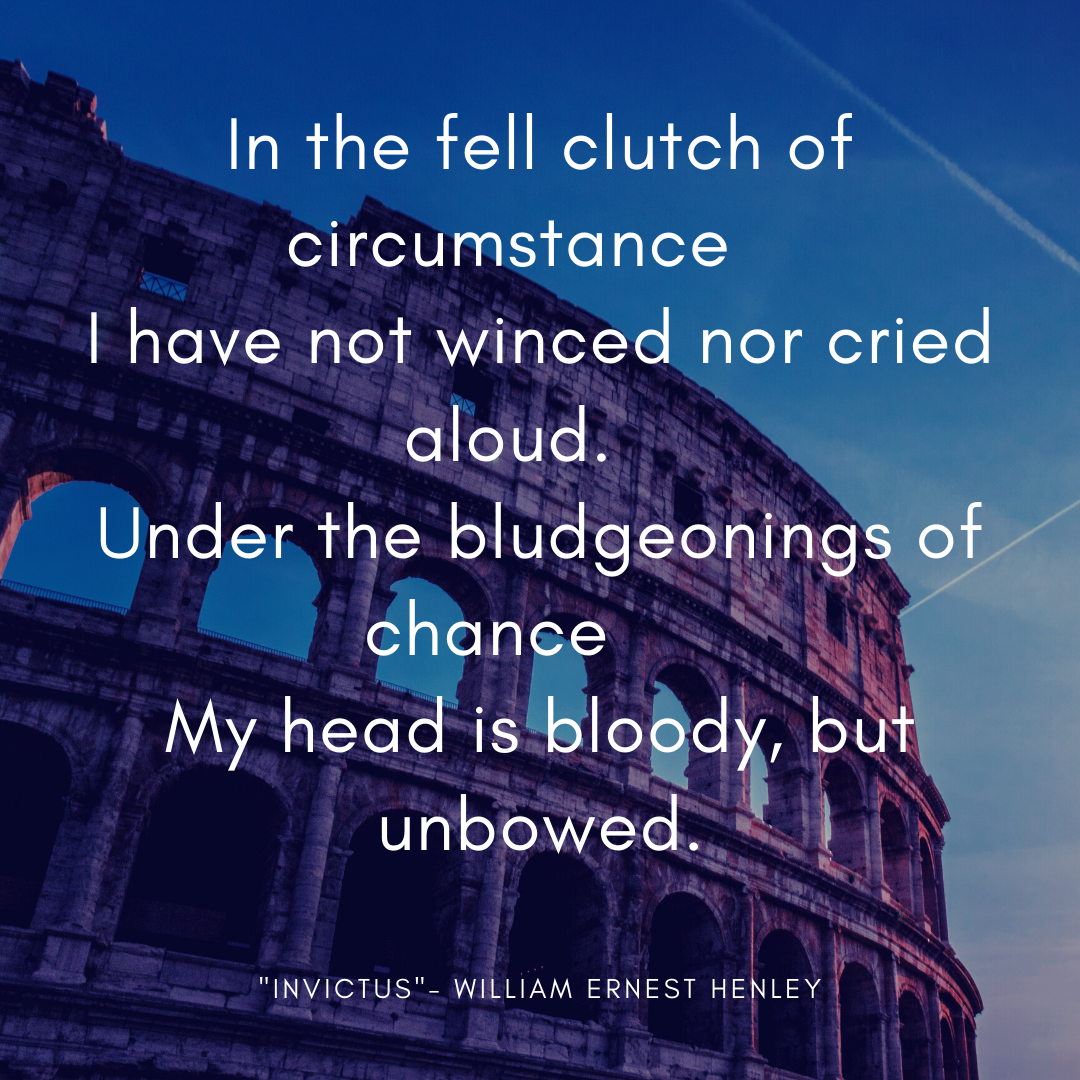 In the fell clutch of
circumstance
I have not winced nor cried
aloud.
Under the bludgeonings of
chance
My head is bloody, but
unbowed.
"INVICTUS"- WILLIAM ERNEST HENLEY